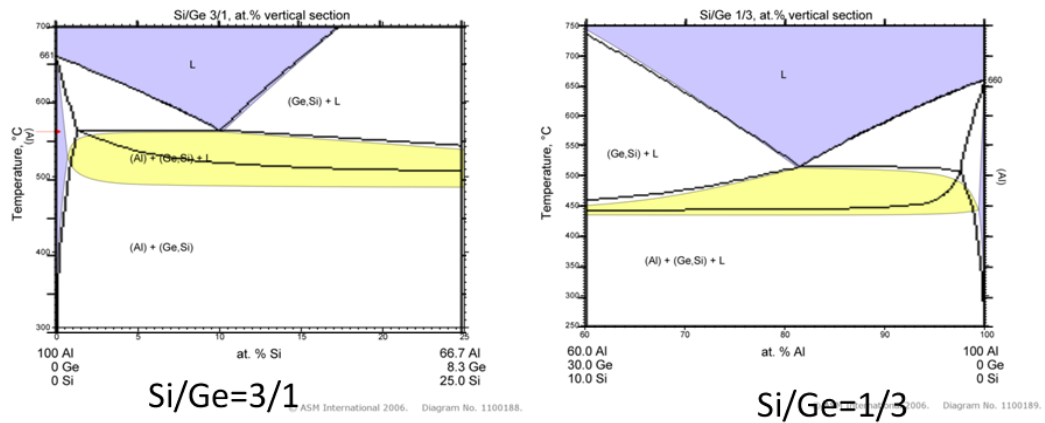 Si/Ge 3/1, at.% vertical section
700
661
600
500
400
300
Temperature, °C
(Al)
L
(Ge,Si) + L
(Al) + (Ge,Si) + L
(Al) + (Ge,Si)
0
5
10
15
20
25
at. % Si
100 Al
0 Ge
0 Si
66.7 Al
8.3 Ge
25.0 Si
Si/Ge=3/1
© ASM International 2006. Diagram No. 1100188.
Si/Ge 1/3, at.% vertical section
750
700
650
600
550
500
450
400
350
300
250
Temperature, °C
L
660
(Al)
(Ge,Si) + L
(Al) + (Ge,Si) + L
60
70
80
90
100
at. % Al
60.0 Al
30.0 Ge
10.0 Si
100 Al
0 Ge
0 Si
Si/Ge=1/3
International 2006. Diagram No. 1100189.